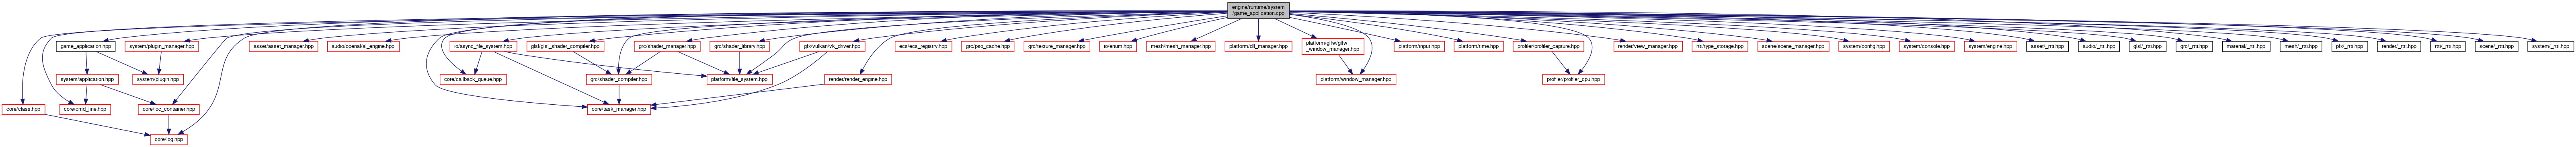 engine/runtime/system
/game_application.cpp
game_application.hpp
system/plugin_manager.hpp
asset/asset_manager.hpp
audio/openal/al_engine.hpp
io/async_file_system.hpp
glsl/glsl_shader_compiler.hpp
grc/shader_manager.hpp
grc/shader_library.hpp
gfx/vulkan/vk_driver.hpp
ecs/ecs_registry.hpp
grc/pso_cache.hpp
grc/texture_manager.hpp
io/enum.hpp
mesh/mesh_manager.hpp
platform/dll_manager.hpp
platform/glfw/glfw
_window_manager.hpp
platform/input.hpp
platform/time.hpp
profiler/profiler_capture.hpp
render/view_manager.hpp
rtti/type_storage.hpp
scene/scene_manager.hpp
system/config.hpp
system/console.hpp
system/engine.hpp
asset/_rtti.hpp
audio/_rtti.hpp
glsl/_rtti.hpp
grc/_rtti.hpp
material/_rtti.hpp
mesh/_rtti.hpp
pfx/_rtti.hpp
render/_rtti.hpp
rtti/_rtti.hpp
scene/_rtti.hpp
system/_rtti.hpp
system/application.hpp
system/plugin.hpp
core/callback_queue.hpp
grc/shader_compiler.hpp
platform/file_system.hpp
render/render_engine.hpp
platform/window_manager.hpp
profiler/profiler_cpu.hpp
core/class.hpp
core/cmd_line.hpp
core/ioc_container.hpp
core/task_manager.hpp
core/log.hpp